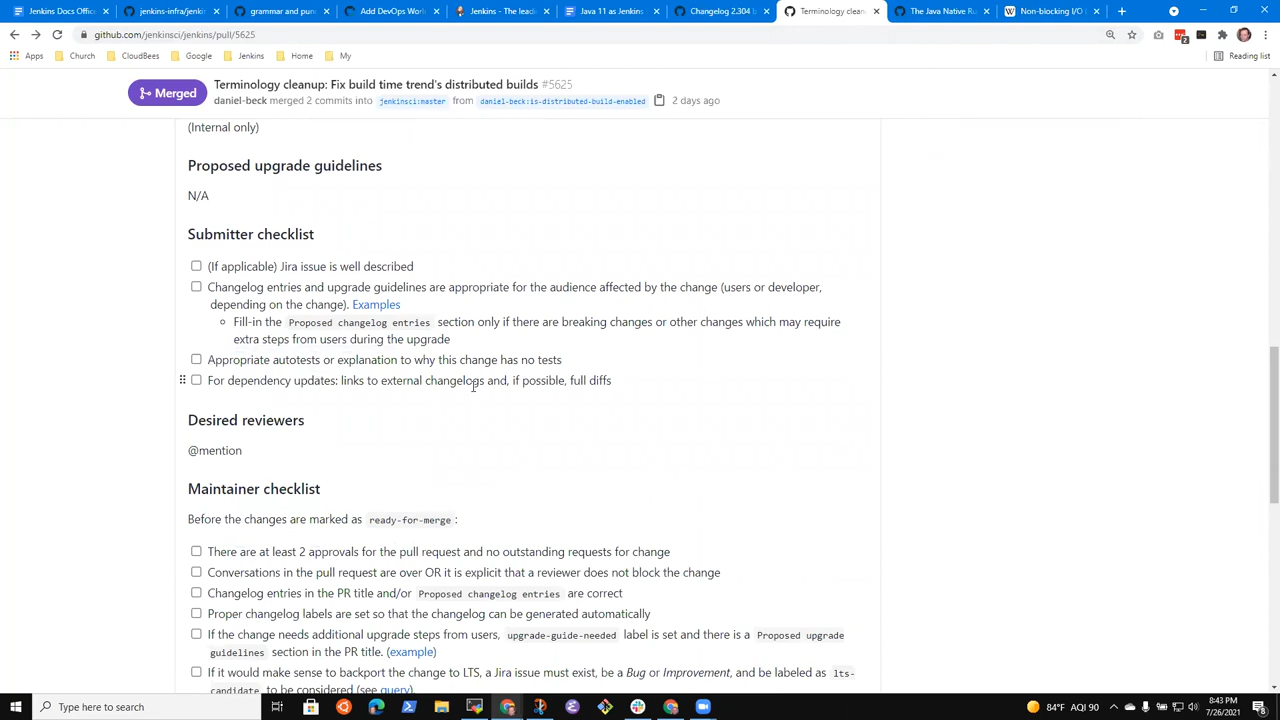 Jenkins Docs Office
jenkins-infra/jenki
grammar and pun
Add DevOps Worl
Jenkins - The leadi
Java 11 as Jenkins
Changelog 2.304 J
Terminology clean
The Java Native Ru
Non-blocking I/O (
github.com/jenkinsci/jenkins/pull/5625
Apps
Church
CloudBees
Google
Jenkins
Home
My
Reading list
Merged
Terminology cleanup: Fix build time trend's distributed builds #5625
daniel-beck merged 2 commits into jenkinsci:master from daniel-beck:is-distributed-build-enabled 2 days ago
(Internal only)
Proposed upgrade guidelines
N/A
Submitter checklist
(If applicable) Jira issue is well described
Changelog entries and upgrade guidelines are appropriate for the audience affected by the change (users or developer,
depending on the change). Examples
Fill-in the Proposed changelog entries section only if there are breaking changes or other changes which may require
extra steps from users during the upgrade
Appropriate autotests or explanation to why this change has no tests
For dependency updates: links to external changelogs and, if possible, full diffs
Desired reviewers
@mention
Maintainer checklist
Before the changes are marked as ready-for-merge :
There are at least 2 approvals for the pull request and no outstanding requests for change
Conversations in the pull request are over OR it is explicit that a reviewer does not block the change
Changelog entries in the PR title and/or Proposed changelog entries are correct
Proper changelog labels are set so that the changelog can be generated automatically
If the change needs additional upgrade steps from users, upgrade-guide-needed label is set and there is a Proposed upgrade
guidelines section in the PR title. (example)
If it would make sense to backport the change to LTS, a Jira issue must exist, be a Bug or Improvement, and be labeled as lts-
candidate to be considered (see query).
Type here to search
84°F AQI 90
8:43 PM
7/26/2021